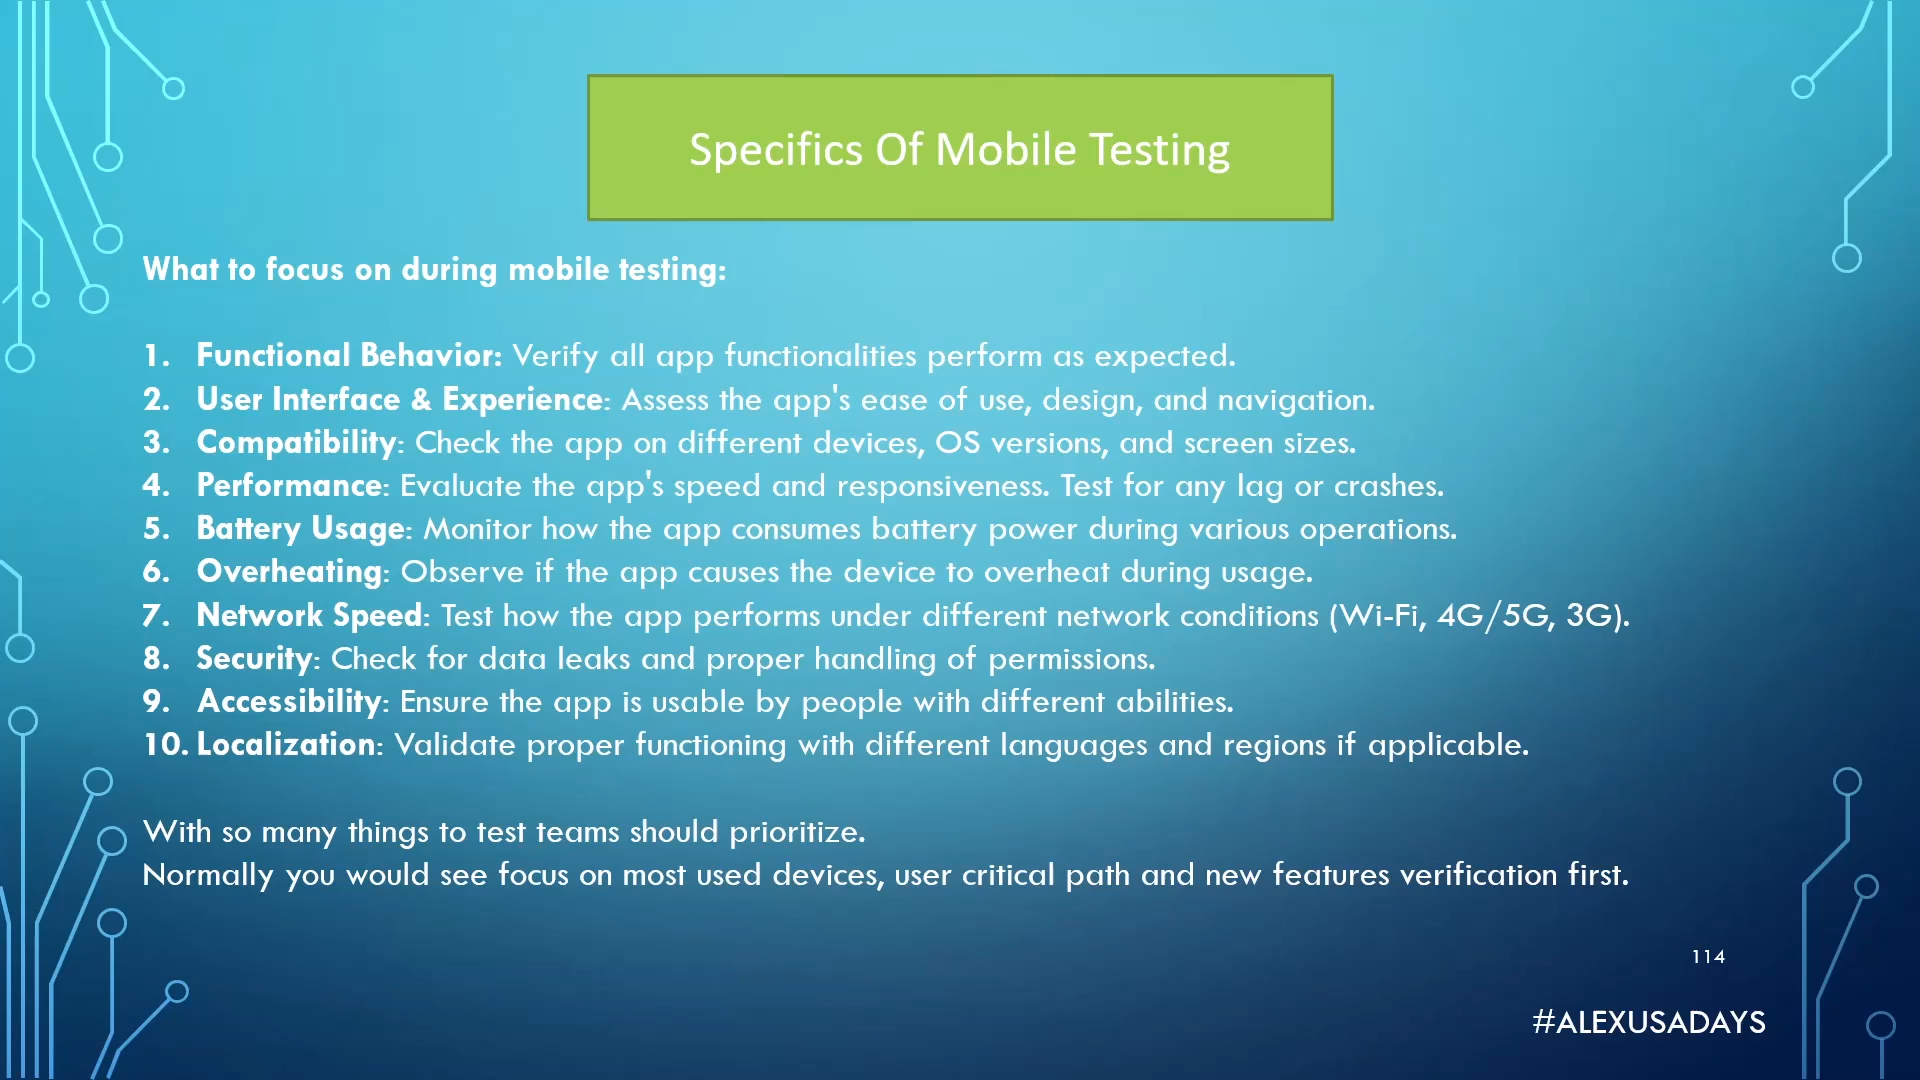 Specifics Of Mobile Testing
What to focus on during mobile testing:
1. Functional Behavior: Verify all app functionalities perform as expected.
2. User Interface & Experience: Assess the app's ease of use, design, and navigation.
3. Compatibility: Check the app on different devices, OS versions, and screen sizes.
4. Performance: Evaluate the app's speed and responsiveness. Test for any lag or crashes.
5. Battery Usage: Monitor how the app consumes battery power during various operations.
6. Overheating: Observe if the app causes the device to overheat during usage.
7. Network Speed: Test how the app performs under different network conditions (Wi-Fi, 4G/5G, 3G).
8. Security: Check for data leaks and proper handling of permissions.
9. Accessibility: Ensure the app is usable by people with different abilities.
10. Localization: Validate proper functioning with different languages and regions if applicable.
With so many things to test teams should prioritize.
Normally you would see focus on most used devices, user critical path and new features verification first.
114
#ALEXUSADAYS